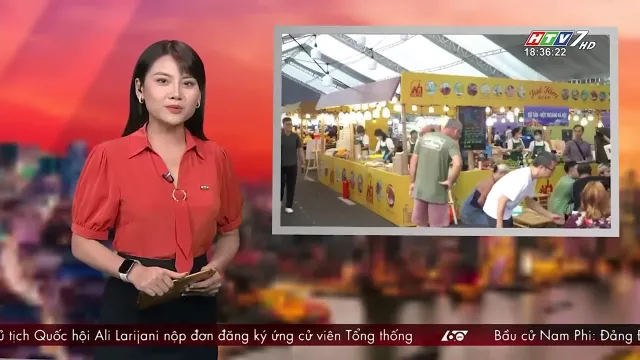 HTV7 HD
18:36:22
ủ tịch Quốc hội Ali Larijani nộp đơn đăng ký ứng cử viên Tổng thống
60
Bầu cử Nam Phi: Đảng